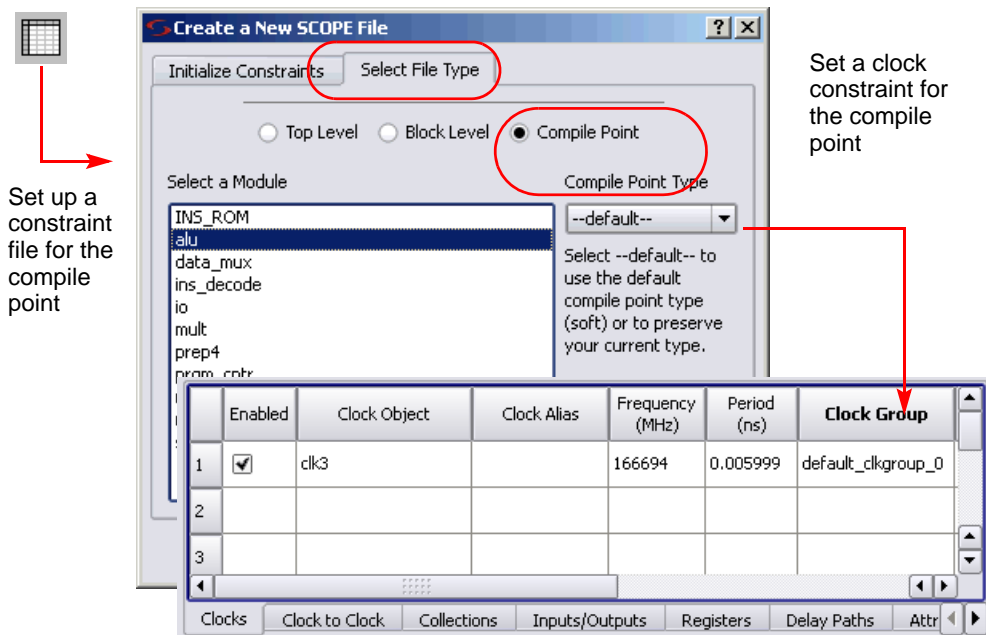 Create a New SCOPE File
Initialize Constraints
Select File Type
Top Level
Block Level
Compile Point
Select a Module
Compile Point Type
INS_ROM
alu
data_mux
ins_decode
io
mult
prep4
prgm_cntr
--default--
Select --default-- to
use the default
compile point type
(soft) or to preserve
your current type.
Set up a
constraint
file for the
compile
point
Set a clock
constraint for
the compile
point
Enabled
Clock Object
Clock Alias
Frequency
(MHz)
Period
(ns)
Clock Group
1
clk3
166694
0.005999
default_clkgroup_0
2
3
Clocks
Clock to Clock
Collections
Inputs/Outputs
Registers
Delay Paths
Attr